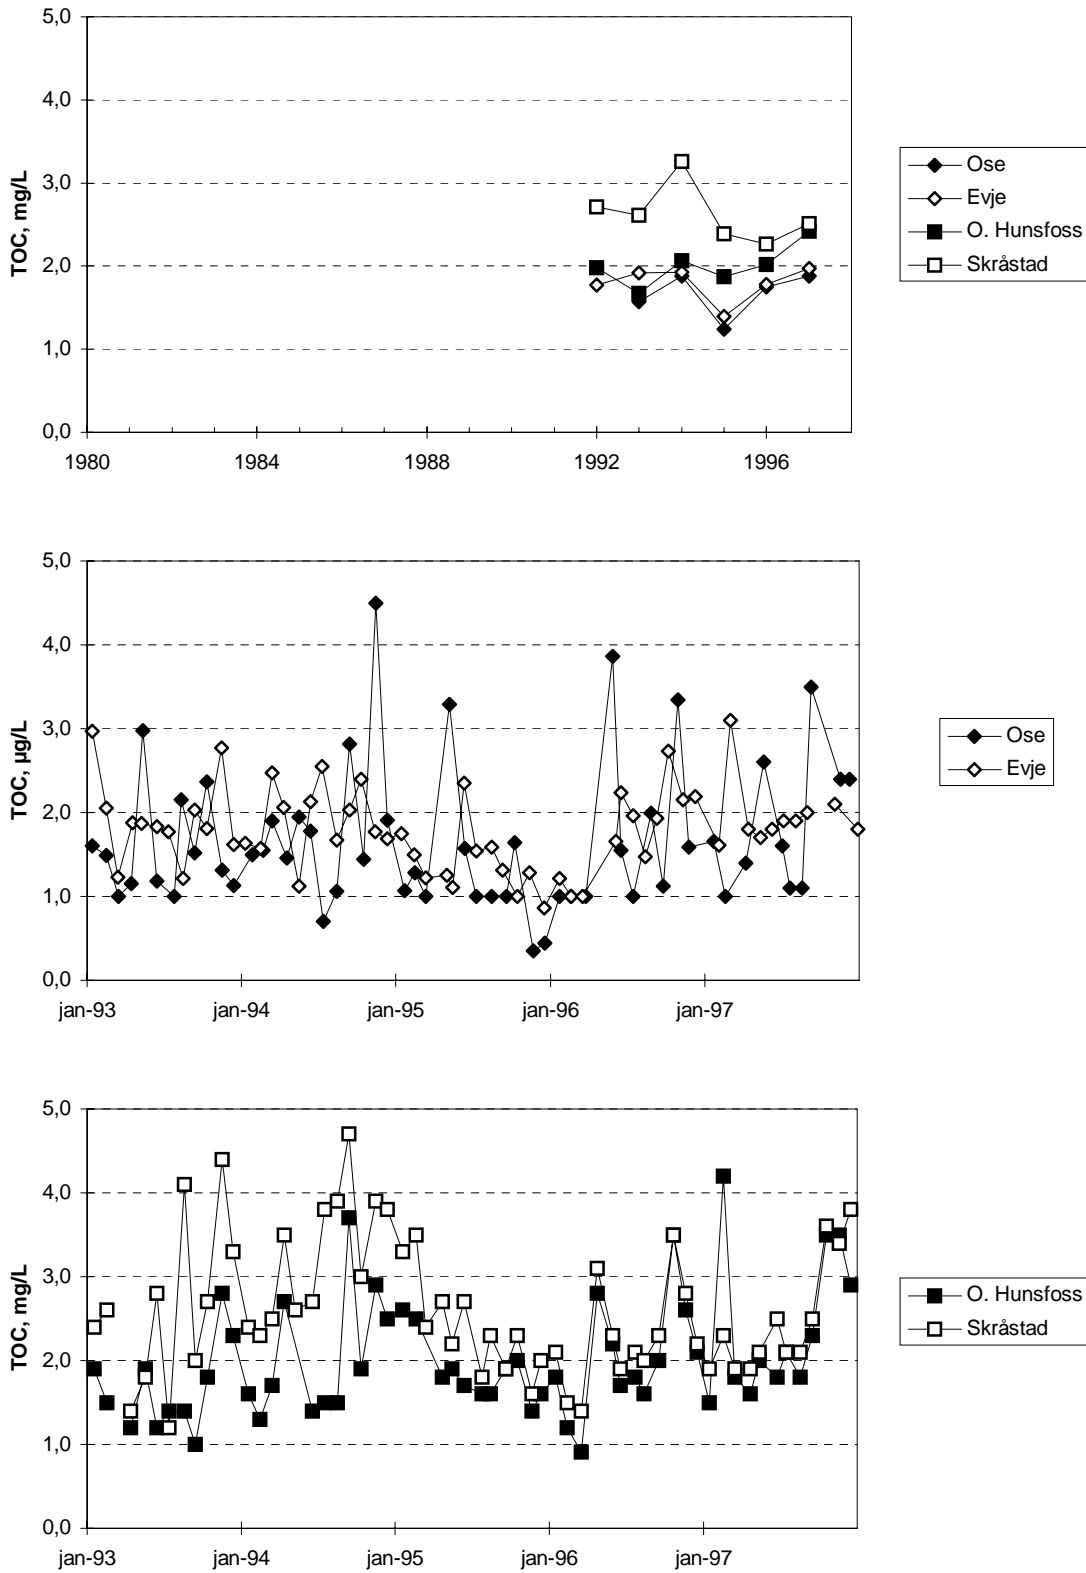 5,0
4,0
3,0
2,0
1,0
0,0
TOC, mg/L
1980
1984
1988
1992
1996
Ose
Evje
O. Hunsfoss
Skråstad
5,0
4,0
3,0
2,0
1,0
0,0
TOC, µg/L
jan-93
jan-94
jan-95
jan-96
jan-97
Ose
Evje
5,0
4,0
3,0
2,0
1,0
0,0
TOC, mg/L
jan-93
jan-94
jan-95
jan-96
jan-97
O. Hunsfoss
Skråstad